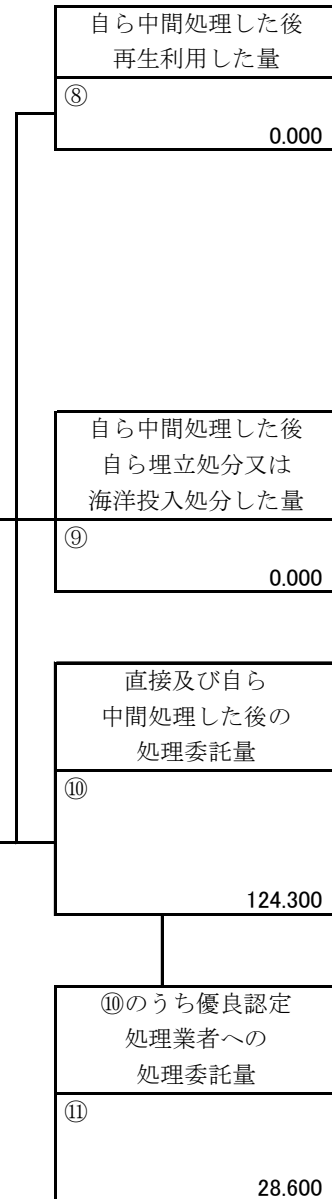 自ら中間処理した後
再生利用した量
⑧
0.000
自ら中間処理した後
自ら埋立処分又は
海洋投入処分した量
⑨
0.000
直接及び自ら
中間処理した後の
処理委託量
⑩
124.300
⑩のうち優良認定
処理業者への
処理委託量
⑪
28.600